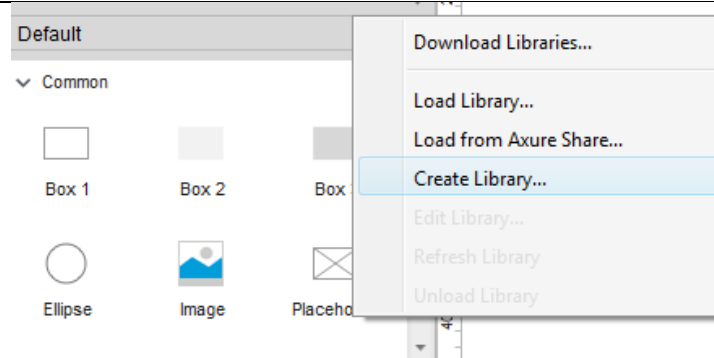 Default
Common
Box 1
Box 2
Box
Ellipse
Image
Download Libraries...
Load Library...
Load from Axure Share...
Create Library...
Edit Library...
Refresh Library
Unload Library